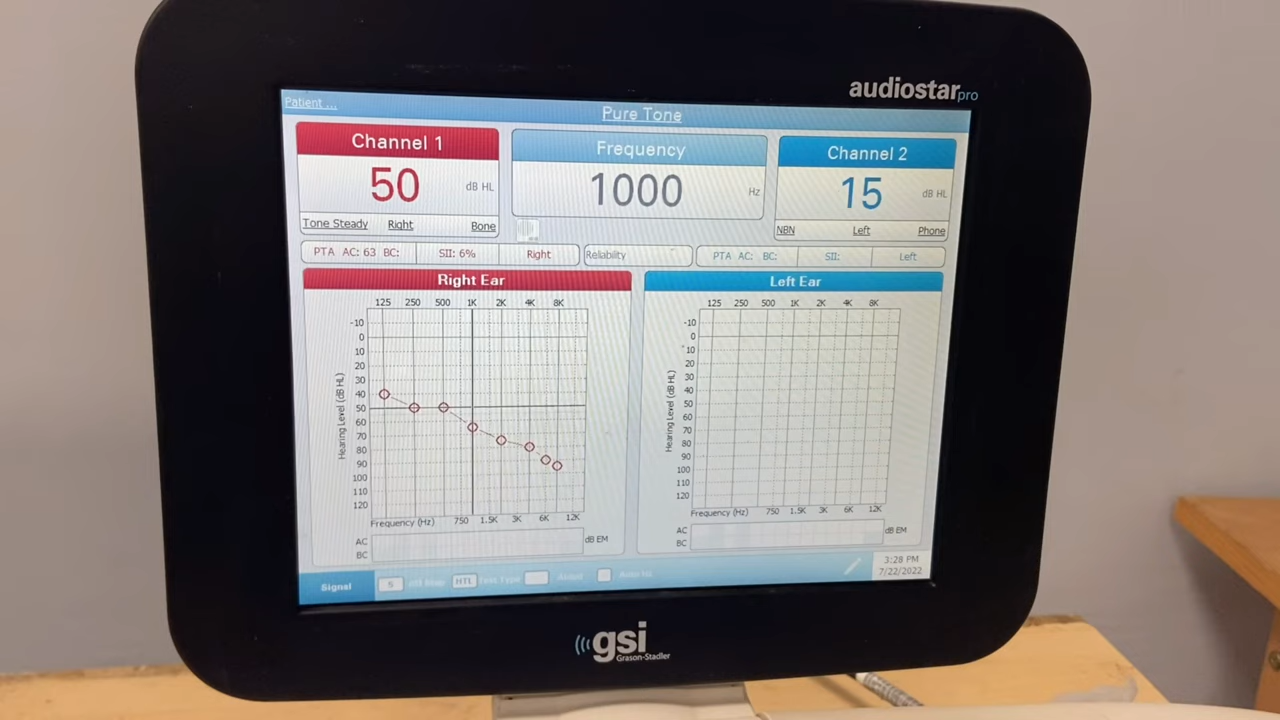 audiostarpro
Patient ...
Pure Tone
Channel 1
50 dB HL
Tone Steady Right Bone
Frequency
1000 Hz
Channel 2
15 dB HL
NBN Left Phone
PTA AC: 63 BC: SII: 6% Right Reliability PTA AC: BC: SII: Left
Right Ear
125 250 500 1K 2K 4K 8K
-10
0
10
20
30
40
50
60
70
80
90
100
110
120
Hearing Level (dB HL)
Frequency (Hz) 750 1.5K 3K 6K 12K
AC
BC
dB EM
Left Ear
125 250 500 1K 2K 4K 8K
-10
0
10
20
30
40
50
60
70
80
90
100
110
120
Hearing Level (dB HL)
Frequency (Hz) 750 1.5K 3K 6K 12K
AC
BC
dB EM
Signal 5 HTL Test Type
3:28 PM
7/22/2022
gsi
Grason-Stadler